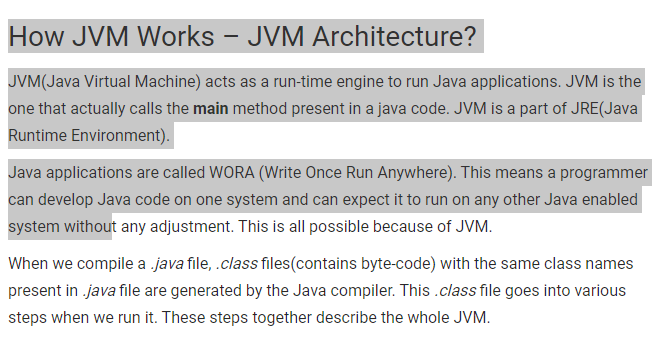 How JVM Works – JVM Architecture?
JVM(Java Virtual Machine) acts as a run-time engine to run Java applications. JVM is the
one that actually calls the main method present in a java code. JVM is a part of JRE(Java
Runtime Environment).
Java applications are called WORA (Write Once Run Anywhere). This means a programmer
can develop Java code on one system and can expect it to run on any other Java enabled
system without any adjustment. This is all possible because of JVM.
When we compile a .java file, .class files(contains byte-code) with the same class names
present in .java file are generated by the Java compiler. This .class file goes into various
steps when we run it. These steps together describe the whole JVM.